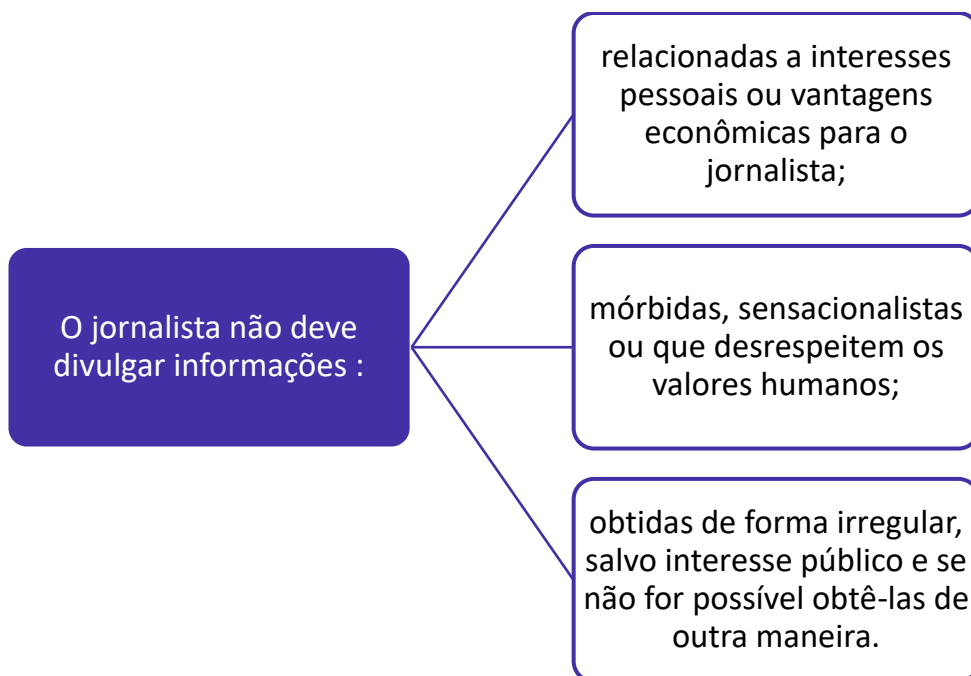 relacionadas a interesses
pessoais ou vantagens
econômicas para o
jornalista;
O jornalista não deve
divulgar informações :
mórbidas, sensacionalistas
ou que desrespeitem os
valores humanos;
obtidas de forma irregular,
salvo interesse público e se
não for possível obtê-las de
outra maneira.